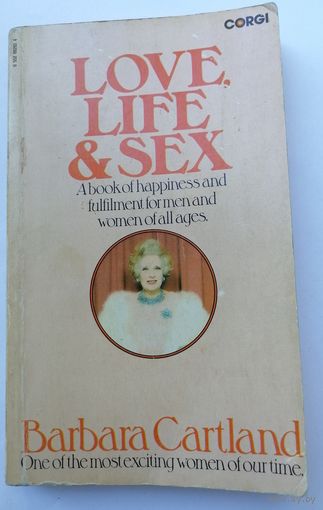 CORGI
LOVE,
LIFE
& SEX
A book of happiness and
fulfilment for men and
women of all ages.
Barbara Cartland
One of the most exciting women of our time.